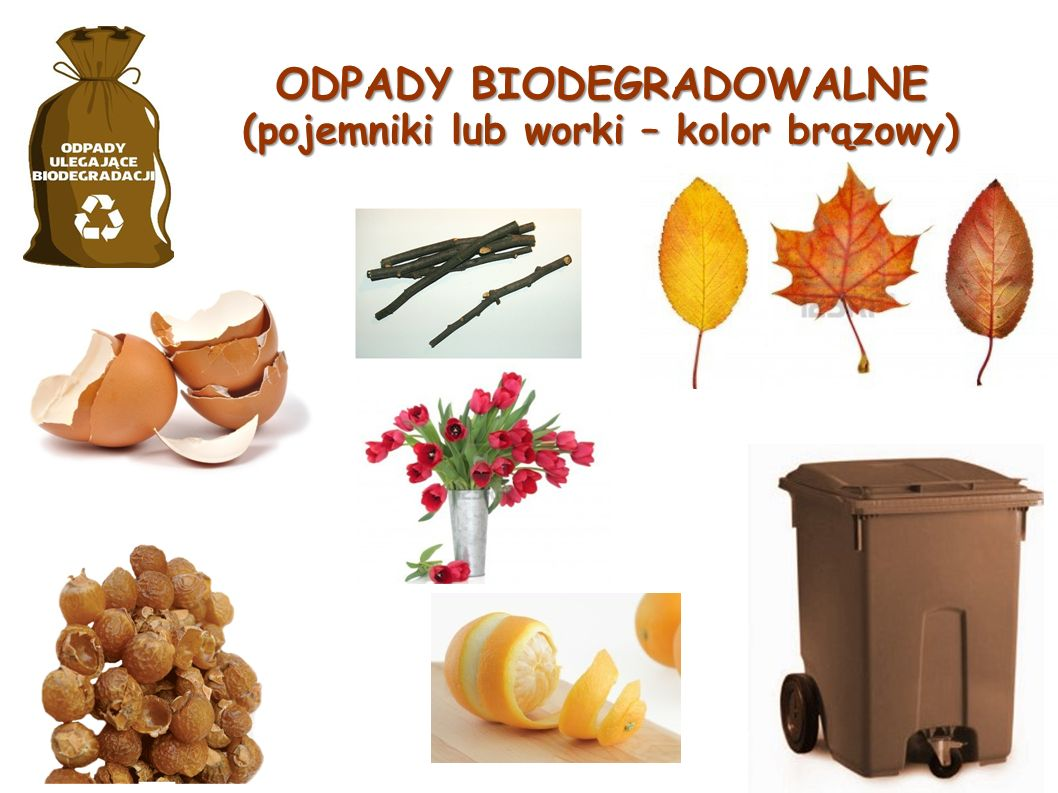 ODPADY BIODEGRADOWALNE
(pojemniki lub worki – kolor brązowy)
ODPADY
ULEGAJĄCE
BIODEGRADACJI